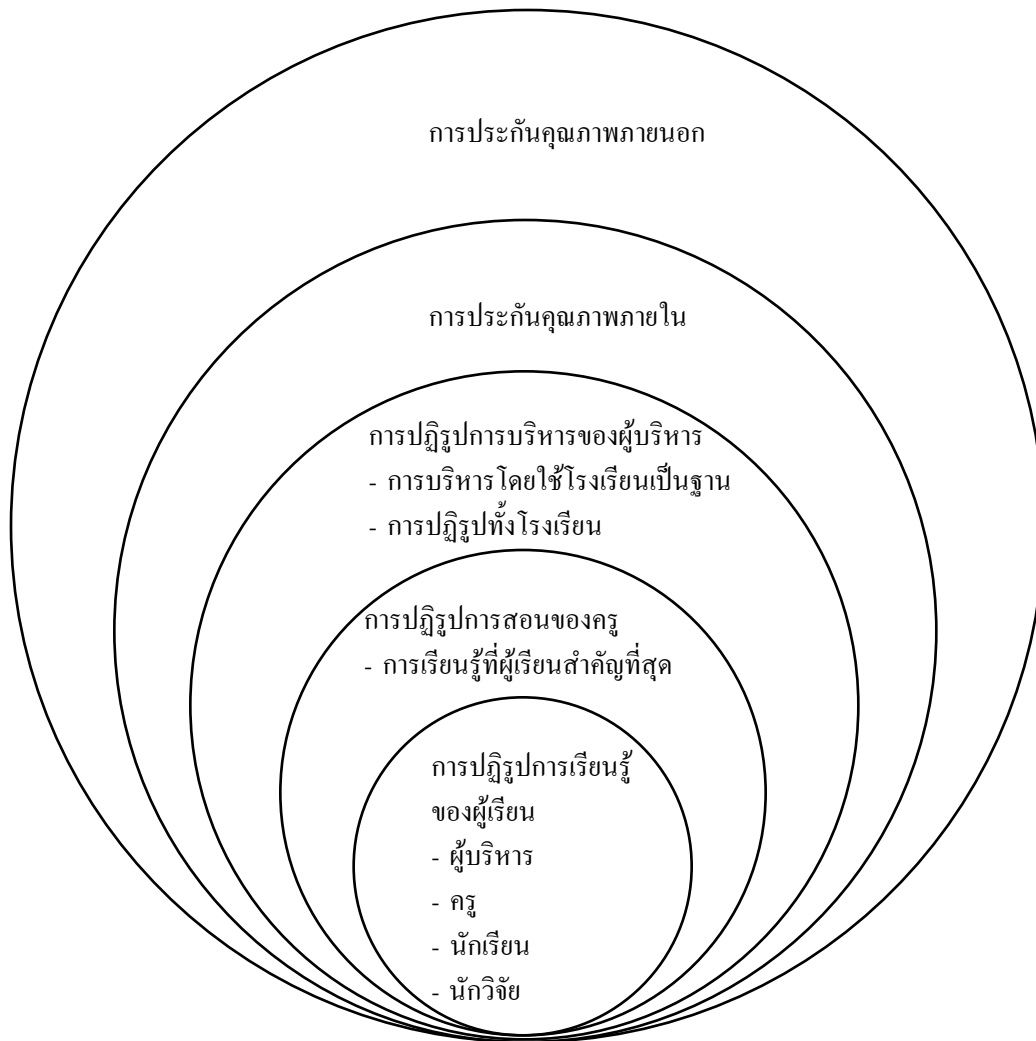 การประกันคุณภาพภายนอก
การประกันคุณภาพภายใน
การปฏิรูปการบริหารของผู้บริหาร
- การบริหารโดยใช้โรงเรียนเป็นฐาน
- การปฏิรูปทั้งโรงเรียน
การปฏิรูปการสอนของครู
- การเรียนรู้ที่ผู้เรียนสำคัญที่สุด
การปฏิรูปการเรียนรู้
ของผู้เรียน
- ผู้บริหาร
- ครู
- นักเรียน
- นักวิจัย